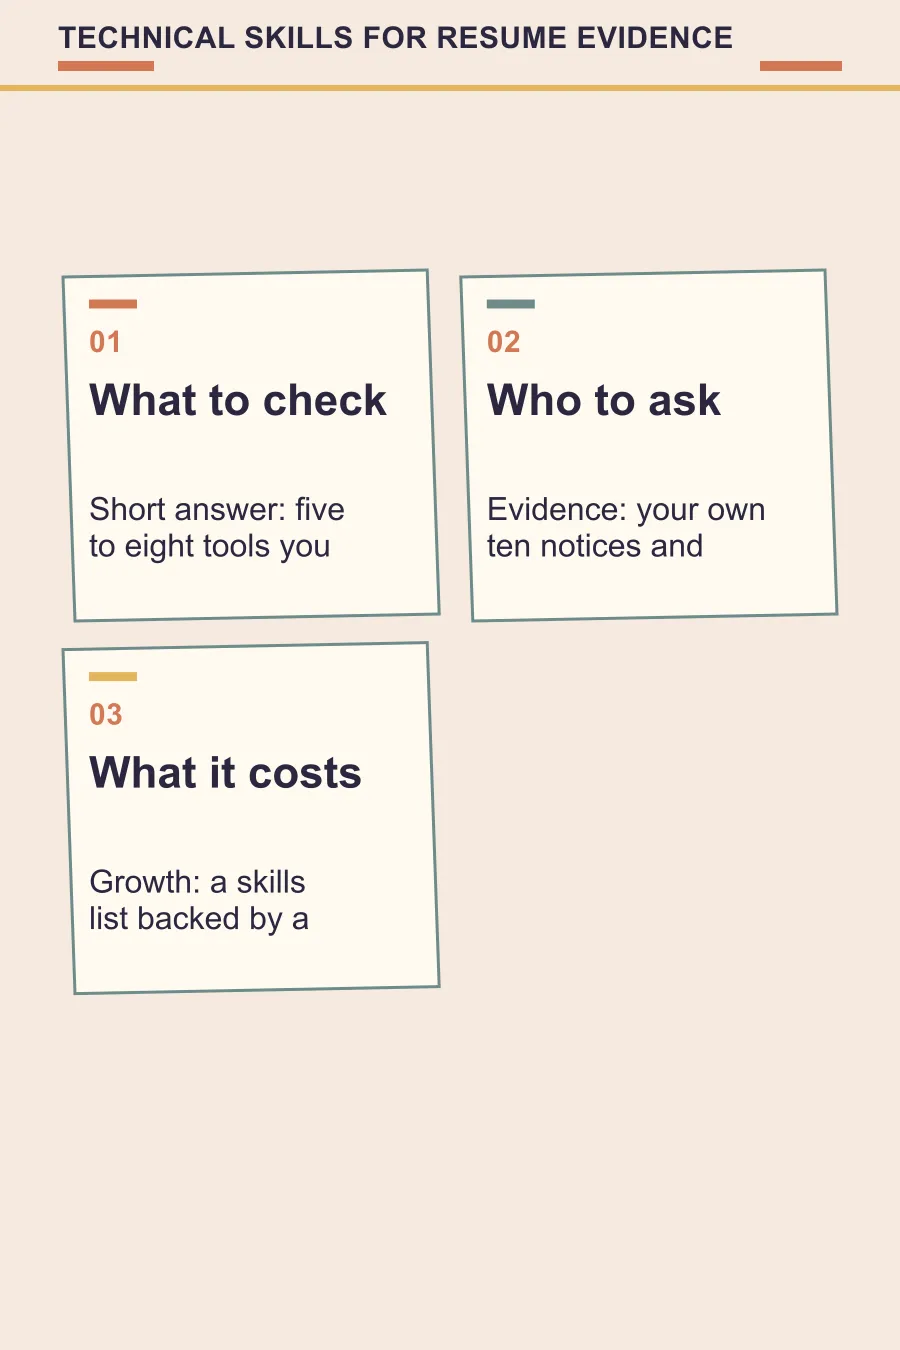 TECHNICAL SKILLS FOR RESUME EVIDENCE
01
What to check
Short answer: five
to eight tools you
02
Who to ask
Evidence: your own
ten notices and
03
What it costs
Growth: a skills
list backed by a